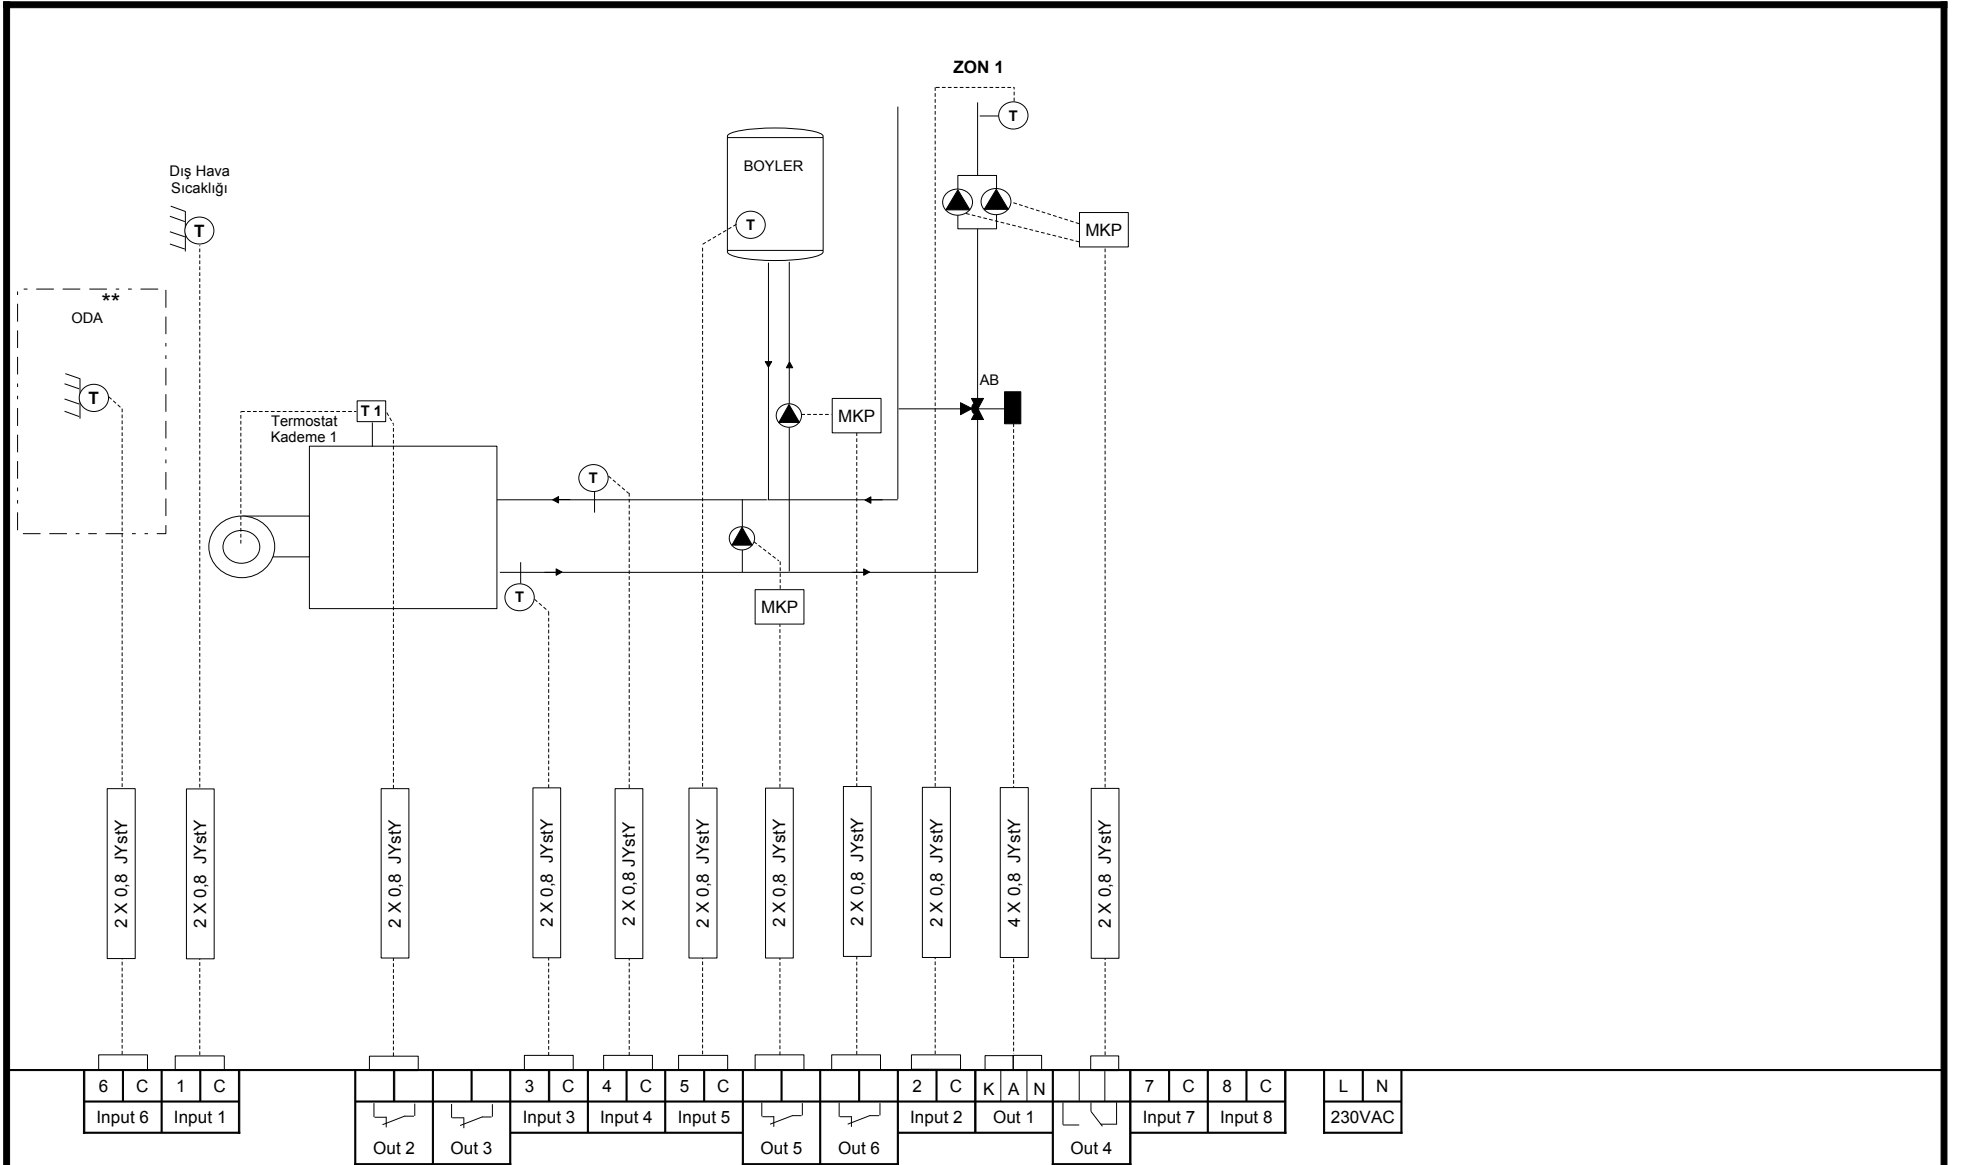 ZON 1
T
BOYLER
T
Dış Hava
Sıcaklığı
T
MKP
**
ODA
T
AB
T 1
Termostat
Kademe 1
MKP
T
T
MKP
2 X 0,8 JYstY
2 X 0,8 JYstY
2 X 0,8 JYstY
2 X 0,8 JYstY
2 X 0,8 JYstY
2 X 0,8 JYstY
2 X 0,8 JYstY
2 X 0,8 JYstY
2 X 0,8 JYstY
4 X 0,8 JYstY
2 X 0,8 JYstY
6 C 1 C 3 C 4 C 5 C 2 C K A N 7 C 8 C L N
Input 6 Input 1 Input 3 Input 4 Input 5 Input 2 Out 1 Input 7 Input 8 230VAC
Out 2 Out 3 Out 5 Out 6 Out 4